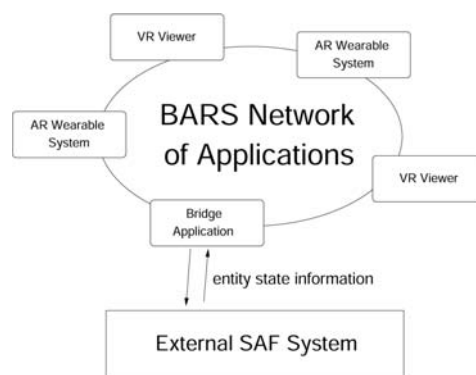 VR Viewer
AR Wearable
System
BARS Network
of Applications
AR Wearable
System
VR Viewer
Bridge
Application
entity state information
External SAF System